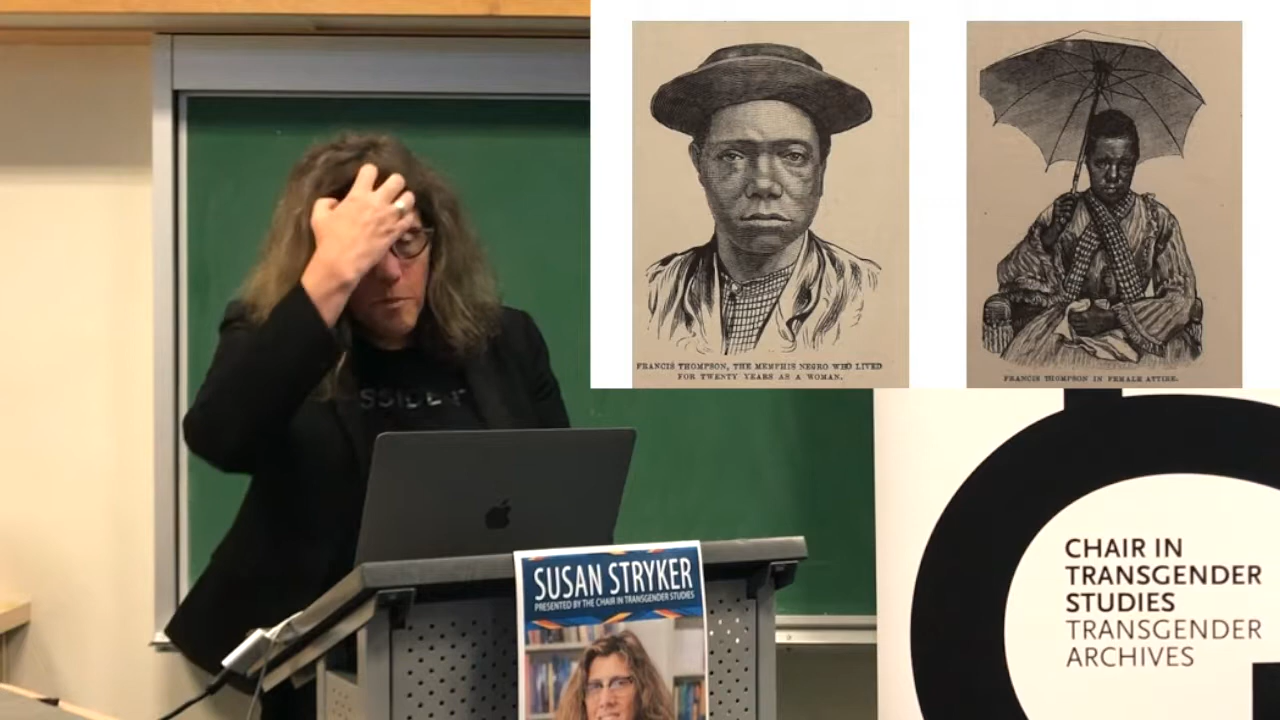 FRANCIS THOMPSON, THE MEMPHIS NEGRO WHO LIVED
FOR TWENTY YEARS AS A WOMAN.
FRANCIS THOMPSON IN FEMALE ATTIRE.
SUSAN STRYKER
PRESENTED BY THE CHAIR IN TRANSGENDER STUDIES
CHAIR IN
TRANSGENDER
STUDIES
TRANSGENDER
ARCHIVES